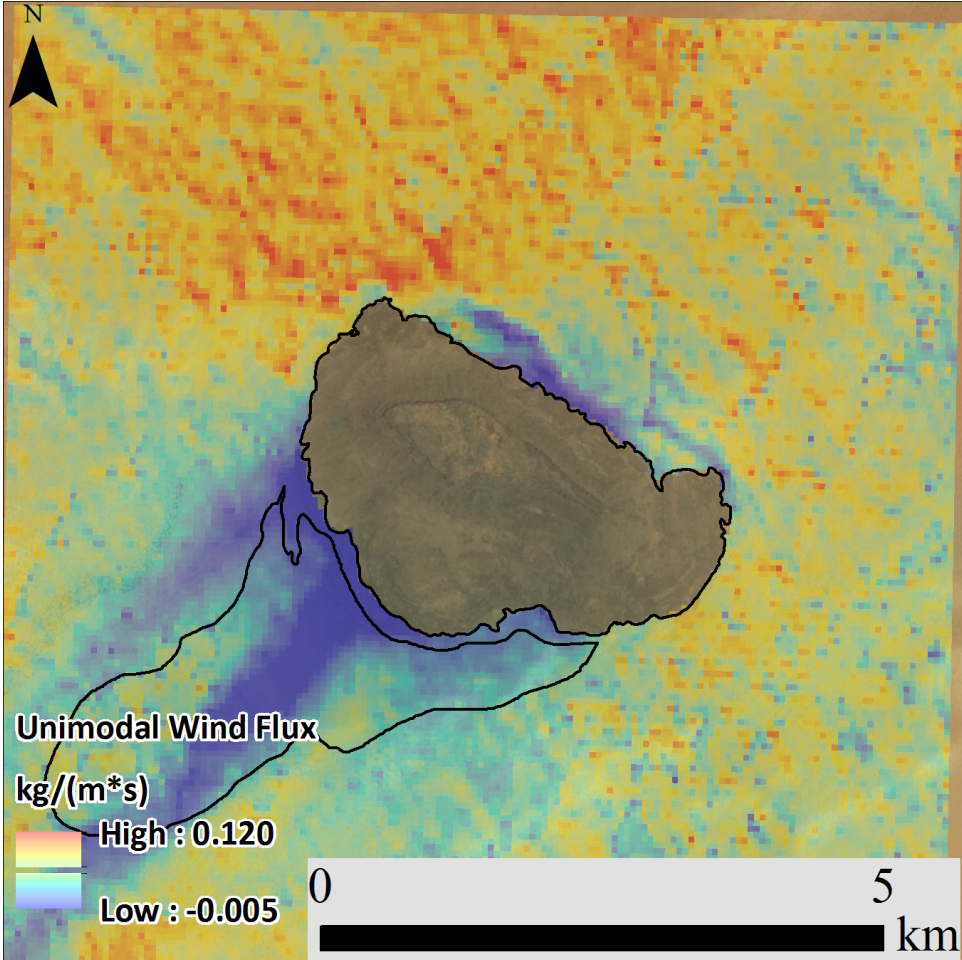 N
Unimodal Wind Flux
kg/(m*s)
High : 0.120
Low : -0.005
0 5
km